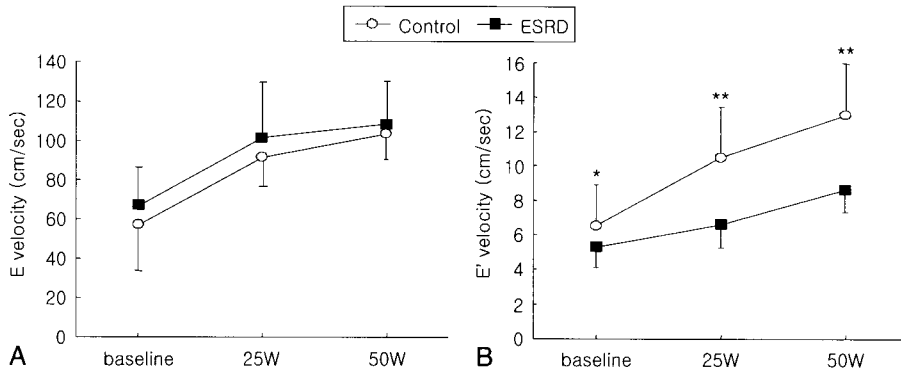 Control ESRD
E velocity (cm/sec)
140
120
100
80
60
40
20
0
baseline 25W 50W
A
E' velocity (cm/sec)
16
14
12
10
8
6
4
2
0
* ** **
baseline 25W 50W
B